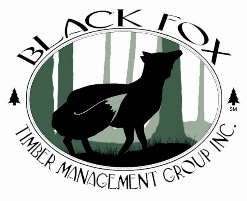 BLACK FOX
TIMBER MANAGEMENT GROUP INC.
SM